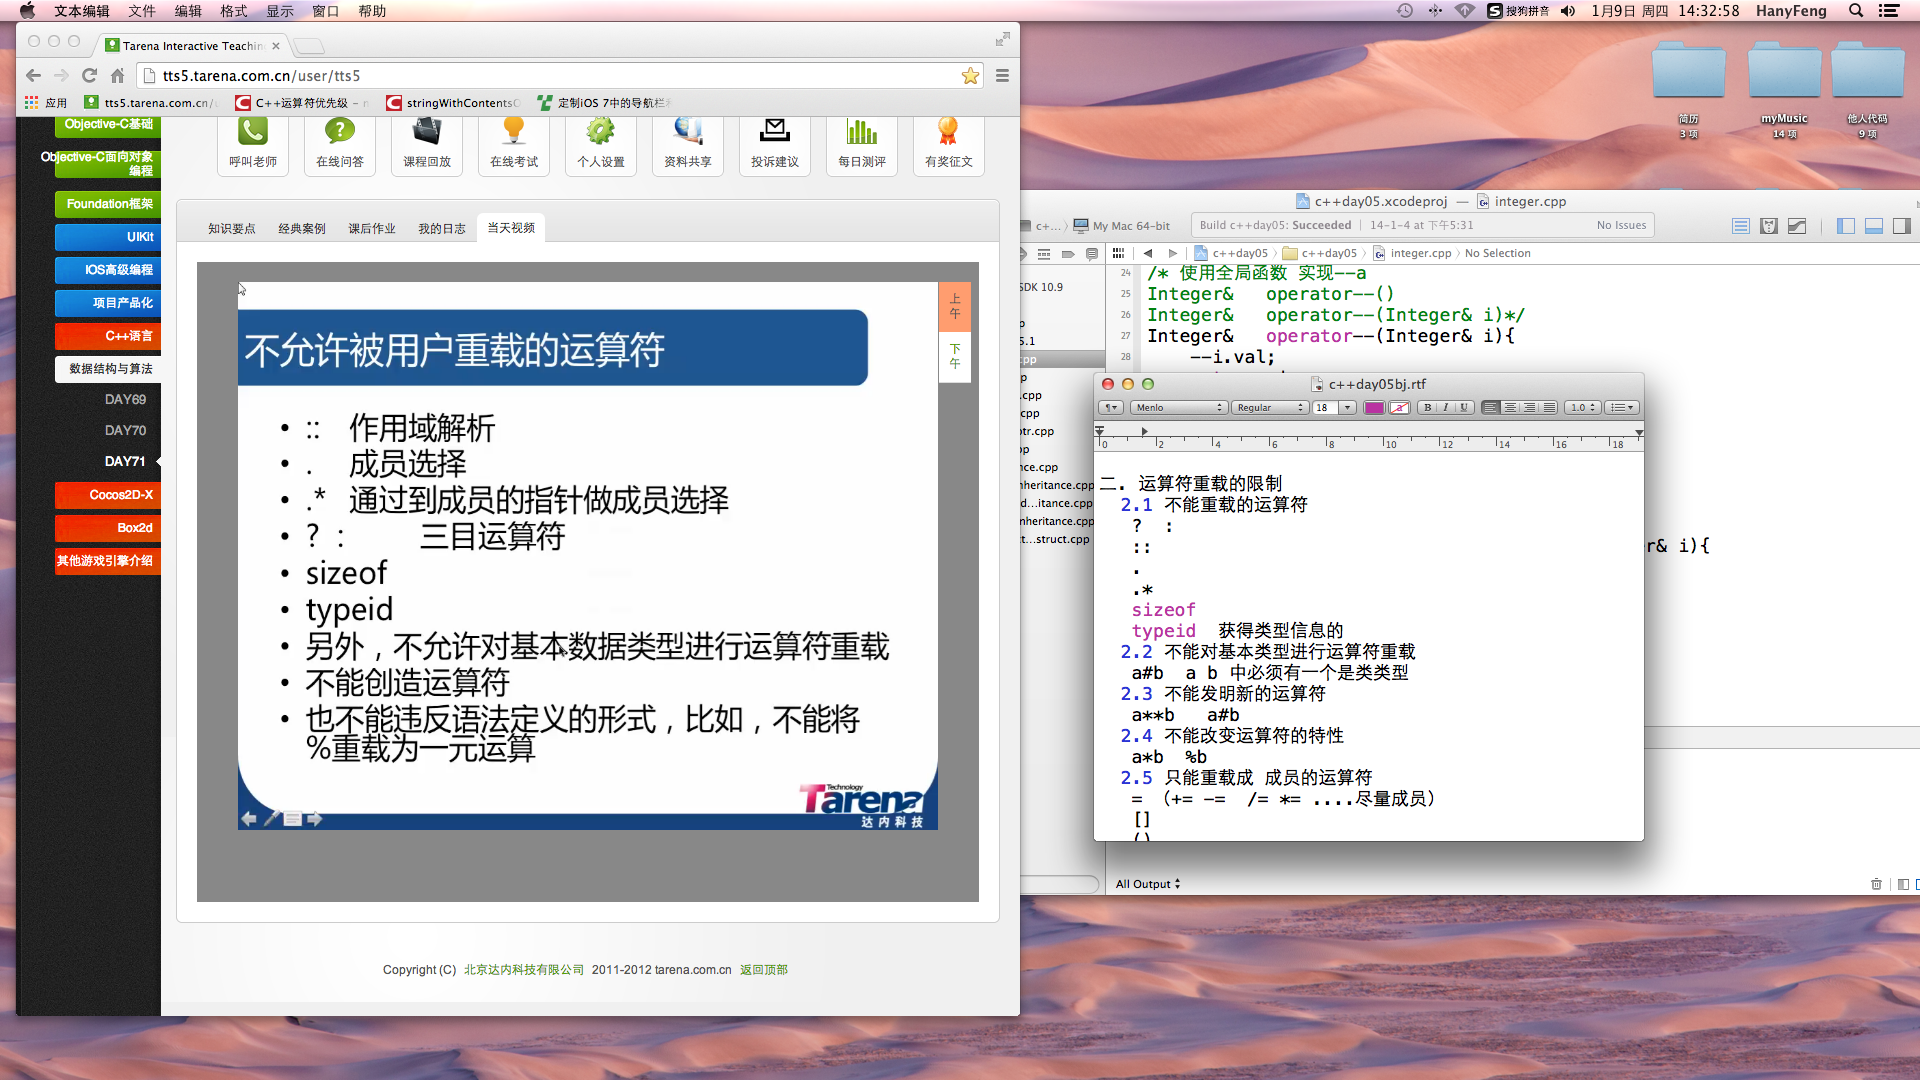 文本编辑 文件 编辑 格式 显示 窗口 帮助
搜狗拼音 1月9日 周四 14:32:58 HanyFeng
Tarena Interactive Teachin
tts5.tarena.com.cn/user/tts5
应用 tts5.tarena.com.cn/ C++运算符优先级 - stringWithContents 定制iOS 7中的导航栏
Objective-C基础
Objective-C面向对象
编程
Foundation框架
UIKit
IOS高级编程
项目产品化
C++语言
数据结构与算法
DAY69
DAY70
DAY71
Cocos2D-X
Box2d
其他游戏引擎介绍
呼叫老师 在线问答 课程回放 在线考试 个人设置 资料共享 投诉建议 每日测评 有奖征文
知识要点 经典案例 课后作业 我的日志 当天视频
上午
下午
不允许被用户重载的运算符
• :: 作用域解析
• . 成员选择
• .* 通过到成员的指针做成员选择
• ? : 三目运算符
• sizeof
• typeid
• 另外，不允许对基本数据类型进行运算符重载
• 不能创造运算符
• 也不能违反语法定义的形式，比如，不能将
%重载为一元运算
Technology
Tarena
达内科技
Copyright (C) 北京达内科技有限公司 2011-2012 tarena.com.cn 返回顶部
简历
3 项
myMusic
14 项
他人代码
9 项
c++day05.xcodeproj — integer.cpp
c+...〉 My Mac 64-bit
Build c++day05: Succeeded | 14-1-4 at 下午5:31 No Issues
c++day05 〉 c++day05 〉 integer.cpp 〉 No Selection
SDK 10.9
5.1
cpp
.cpp
cpp
ptr.cpp
nce.cpp
nheritance.cpp
d...itance.cpp
nheritance.cpp
ct...struct.cpp
24 /* 使用全局函数 实现--a
25 Integer& operator--()
26 Integer& operator--(Integer& i)*/
27 Integer& operator--(Integer& i){
28 --i.val;
r& i){
c++day05bj.rtf
Menlo Regular 18 B I U 1.0
0 2 4 6 8 10 12 14 16 18
二. 运算符重载的限制
2.1 不能重载的运算符
? :
::
.
.*
sizeof
typeid 获得类型信息的
2.2 不能对基本类型进行运算符重载
a#b a b 中必须有一个是类类型
2.3 不能发明新的运算符
a**b a#b
2.4 不能改变运算符的特性
a*b %b
2.5 只能重载成 成员的运算符
= （+= -= /= *= ....尽量成员）
[]
()
All Output